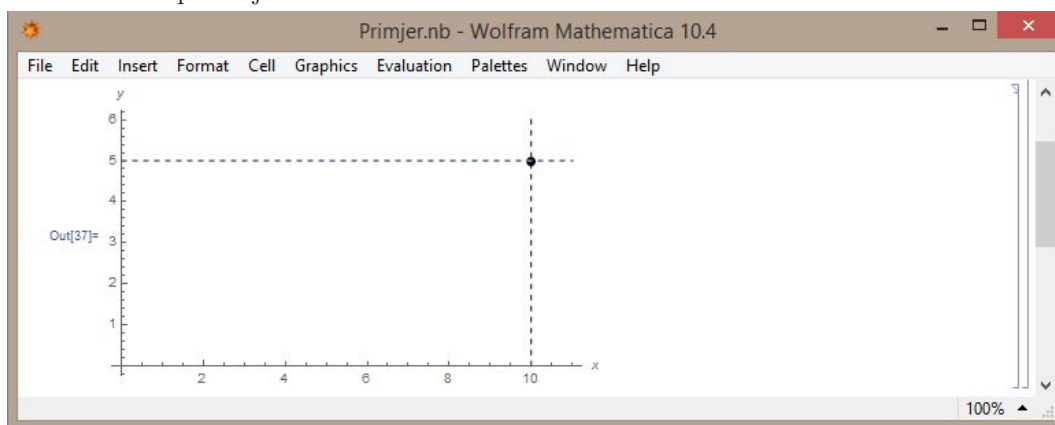 Primjer.nb - Wolfram Mathematica 10.4
File Edit Insert Format Cell Graphics Evaluation Palettes Window Help
y
6
5
4
Out[37]= 3
2
1
2 4 6 8 10 x
100%